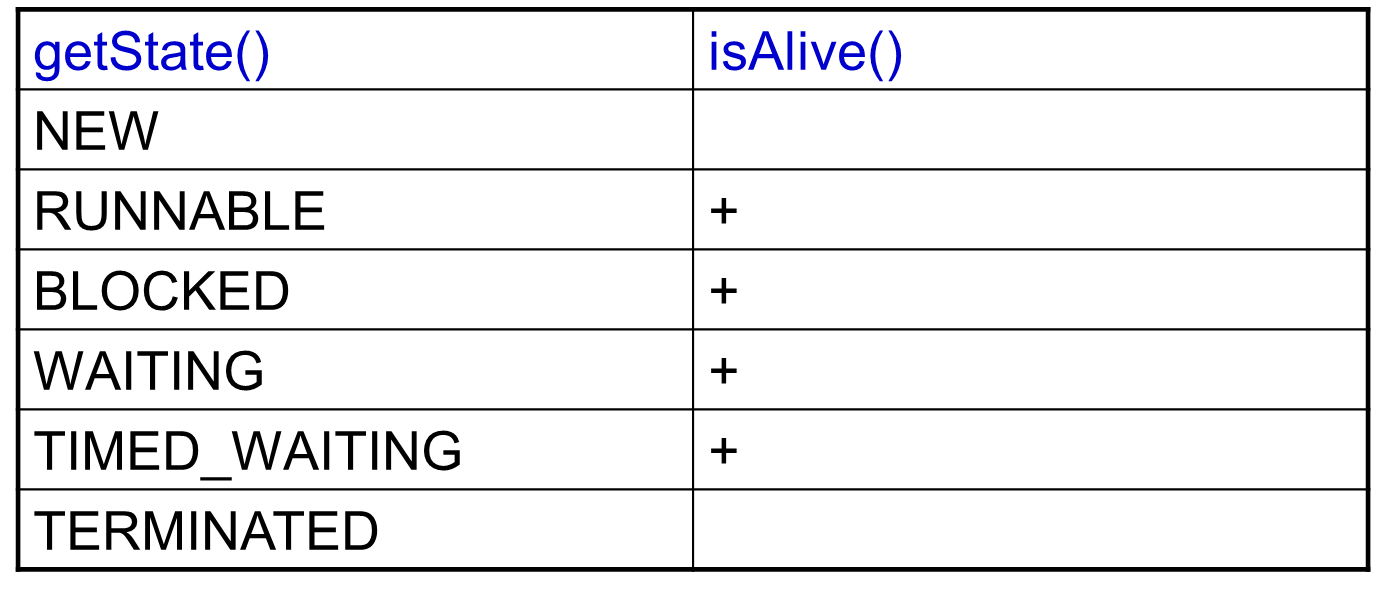 getState() isAlive()
NEW
RUNNABLE +
BLOCKED +
WAITING +
TIMED_WAITING +
TERMINATED